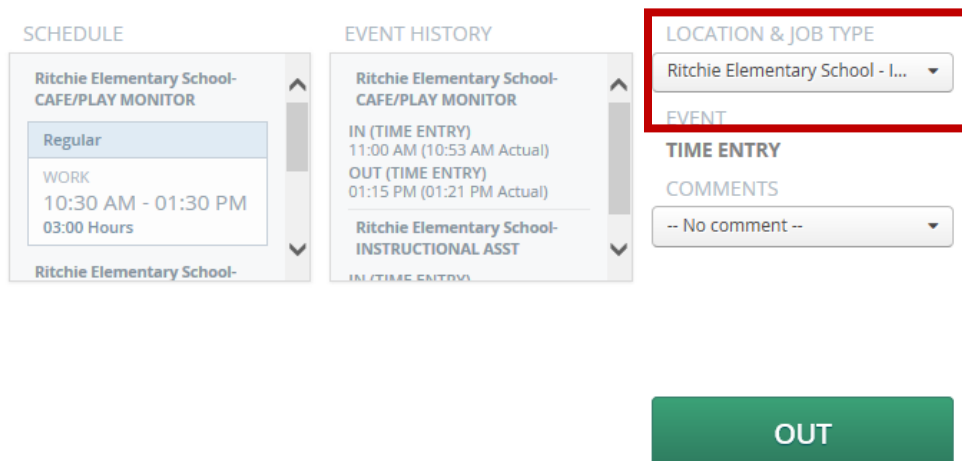 SCHEDULE
Ritchie Elementary School-
CAFE/PLAY MONITOR
Regular
WORK
10:30 AM - 01:30 PM
03:00 Hours
Ritchie Elementary School-
EVENT HISTORY
Ritchie Elementary School-
CAFE/PLAY MONITOR
IN (TIME ENTRY)
11:00 AM (10:53 AM Actual)
OUT (TIME ENTRY)
01:15 PM (01:21 PM Actual)
Ritchie Elementary School-
INSTRUCTIONAL ASST
IN (TIME ENTRY)
LOCATION & JOB TYPE
Ritchie Elementary School - I...
EVENT
TIME ENTRY
COMMENTS
-- No comment --
OUT